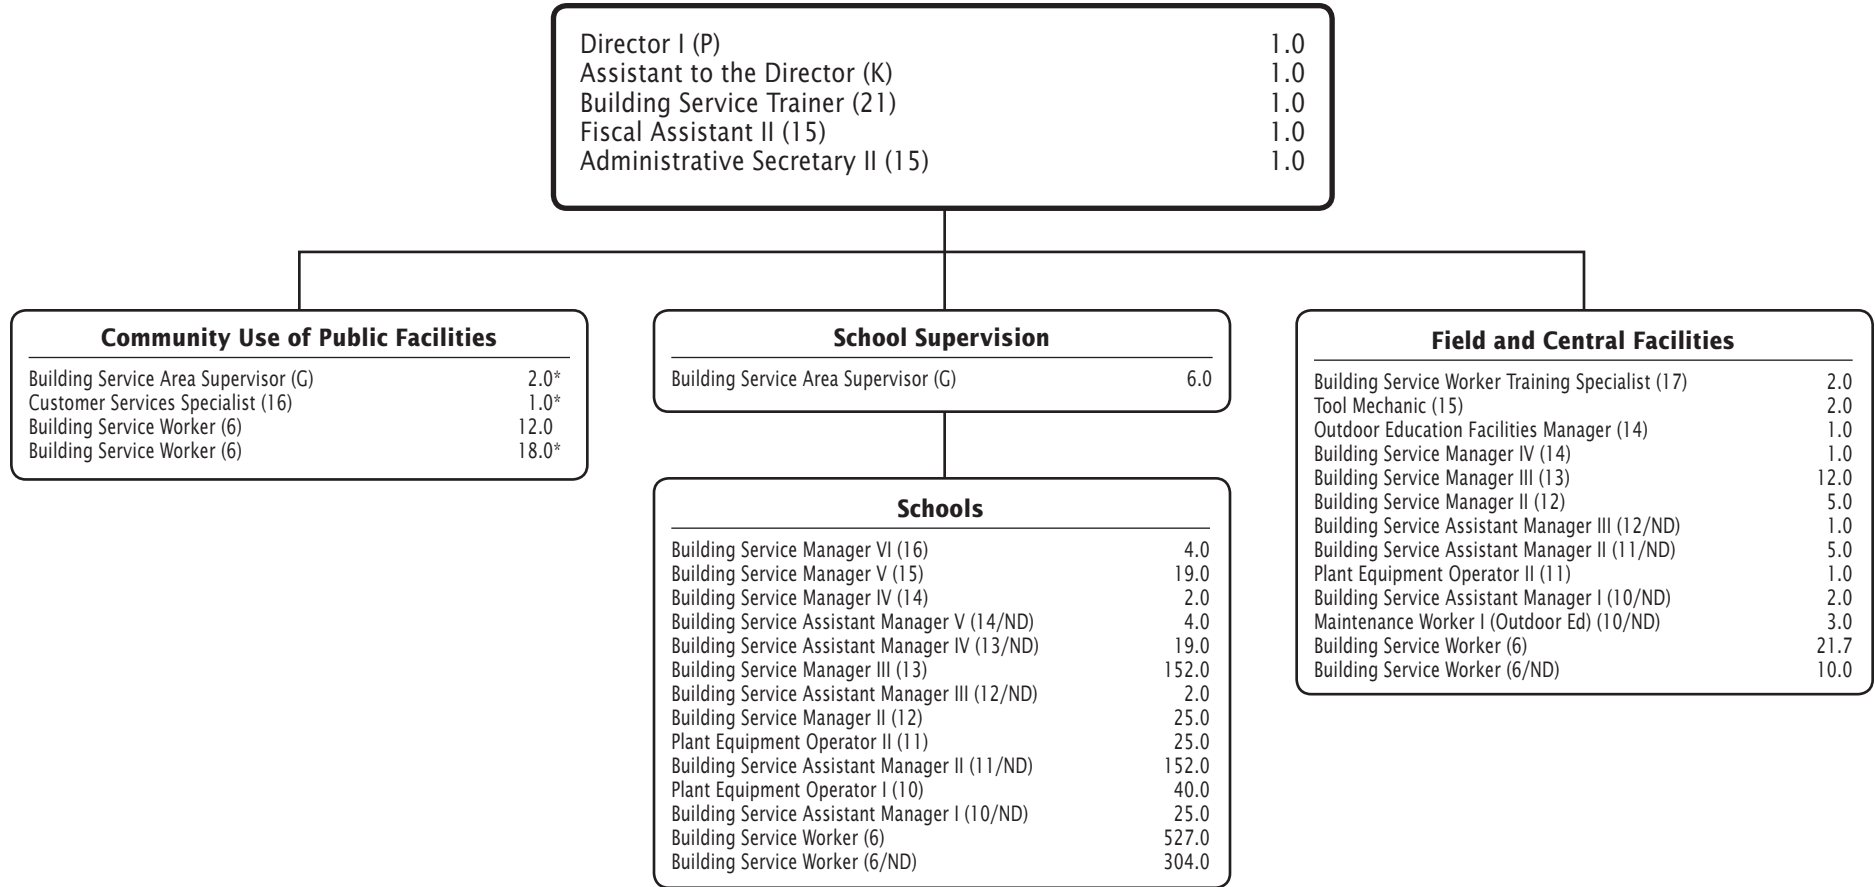 Director I (P) 1.0
Assistant to the Director (K) 1.0
Building Service Trainer (21) 1.0
Fiscal Assistant II (15) 1.0
Administrative Secretary II (15) 1.0
Community Use of Public Facilities
Building Service Area Supervisor (G) 2.0*
Customer Services Specialist (16) 1.0*
Building Service Worker (6) 12.0
Building Service Worker (6) 18.0*
School Supervision
Building Service Area Supervisor (G) 6.0
Schools
Building Service Manager VI (16) 4.0
Building Service Manager V (15) 19.0
Building Service Manager IV (14) 2.0
Building Service Assistant Manager V (14/ND) 4.0
Building Service Assistant Manager IV (13/ND) 19.0
Building Service Manager III (13) 152.0
Building Service Assistant Manager III (12/ND) 2.0
Building Service Manager II (12) 25.0
Plant Equipment Operator II (11) 25.0
Building Service Assistant Manager II (11/ND) 152.0
Plant Equipment Operator I (10) 40.0
Building Service Assistant Manager I (10/ND) 25.0
Building Service Worker (6) 527.0
Building Service Worker (6/ND) 304.0
Field and Central Facilities
Building Service Worker Training Specialist (17) 2.0
Tool Mechanic (15) 2.0
Outdoor Education Facilities Manager (14) 1.0
Building Service Manager IV (14) 1.0
Building Service Manager III (13) 12.0
Building Service Manager II (12) 5.0
Building Service Assistant Manager III (12/ND) 1.0
Building Service Assistant Manager II (11/ND) 5.0
Plant Equipment Operator II (11) 1.0
Building Service Assistant Manager I (10/ND) 2.0
Maintenance Worker I (Outdoor Ed) (10/ND) 3.0
Building Service Worker (6) 21.7
Building Service Worker (6/ND) 10.0